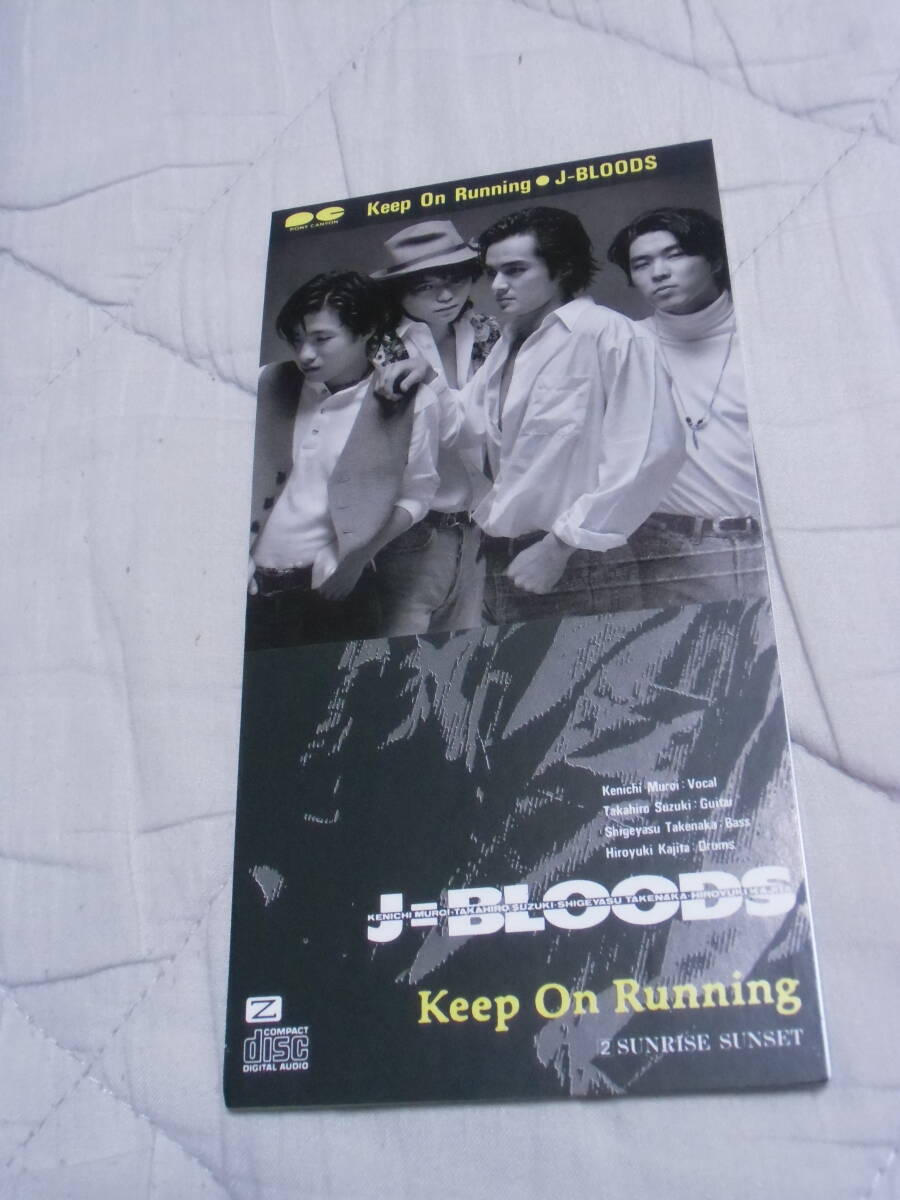 PONY CANYON
Keep On Running ● J-BLOODS
Kenichi Muroi : Vocal
Takahiro Suzuki : Guitar
Shigeyasu Takenaka : Bass
Hiroyuki Kajita : Drums
J-BLOODS
KENICHI MUROI·TAKAHIRO SUZUKI·SHIGEYASU TAKENAKA·HIROYUKI KAJITA
Keep On Running
2 SUNRISE SUNSET
Z
COMPACT
disc
DIGITAL AUDIO